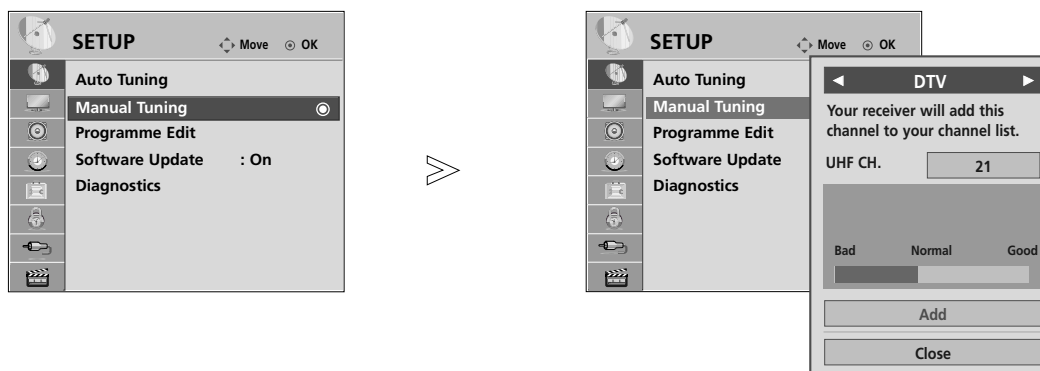 SETUP Move OK
Auto Tuning
Manual Tuning
Programme Edit
Software Update : On
Diagnostics
SETUP Move OK
Auto Tuning
Manual Tuning
Programme Edit
Software Update
Diagnostics
◄ DTV ►
Your receiver will add this
channel to your channel list.
UHF CH. 21
Bad Normal Good
Add
Close